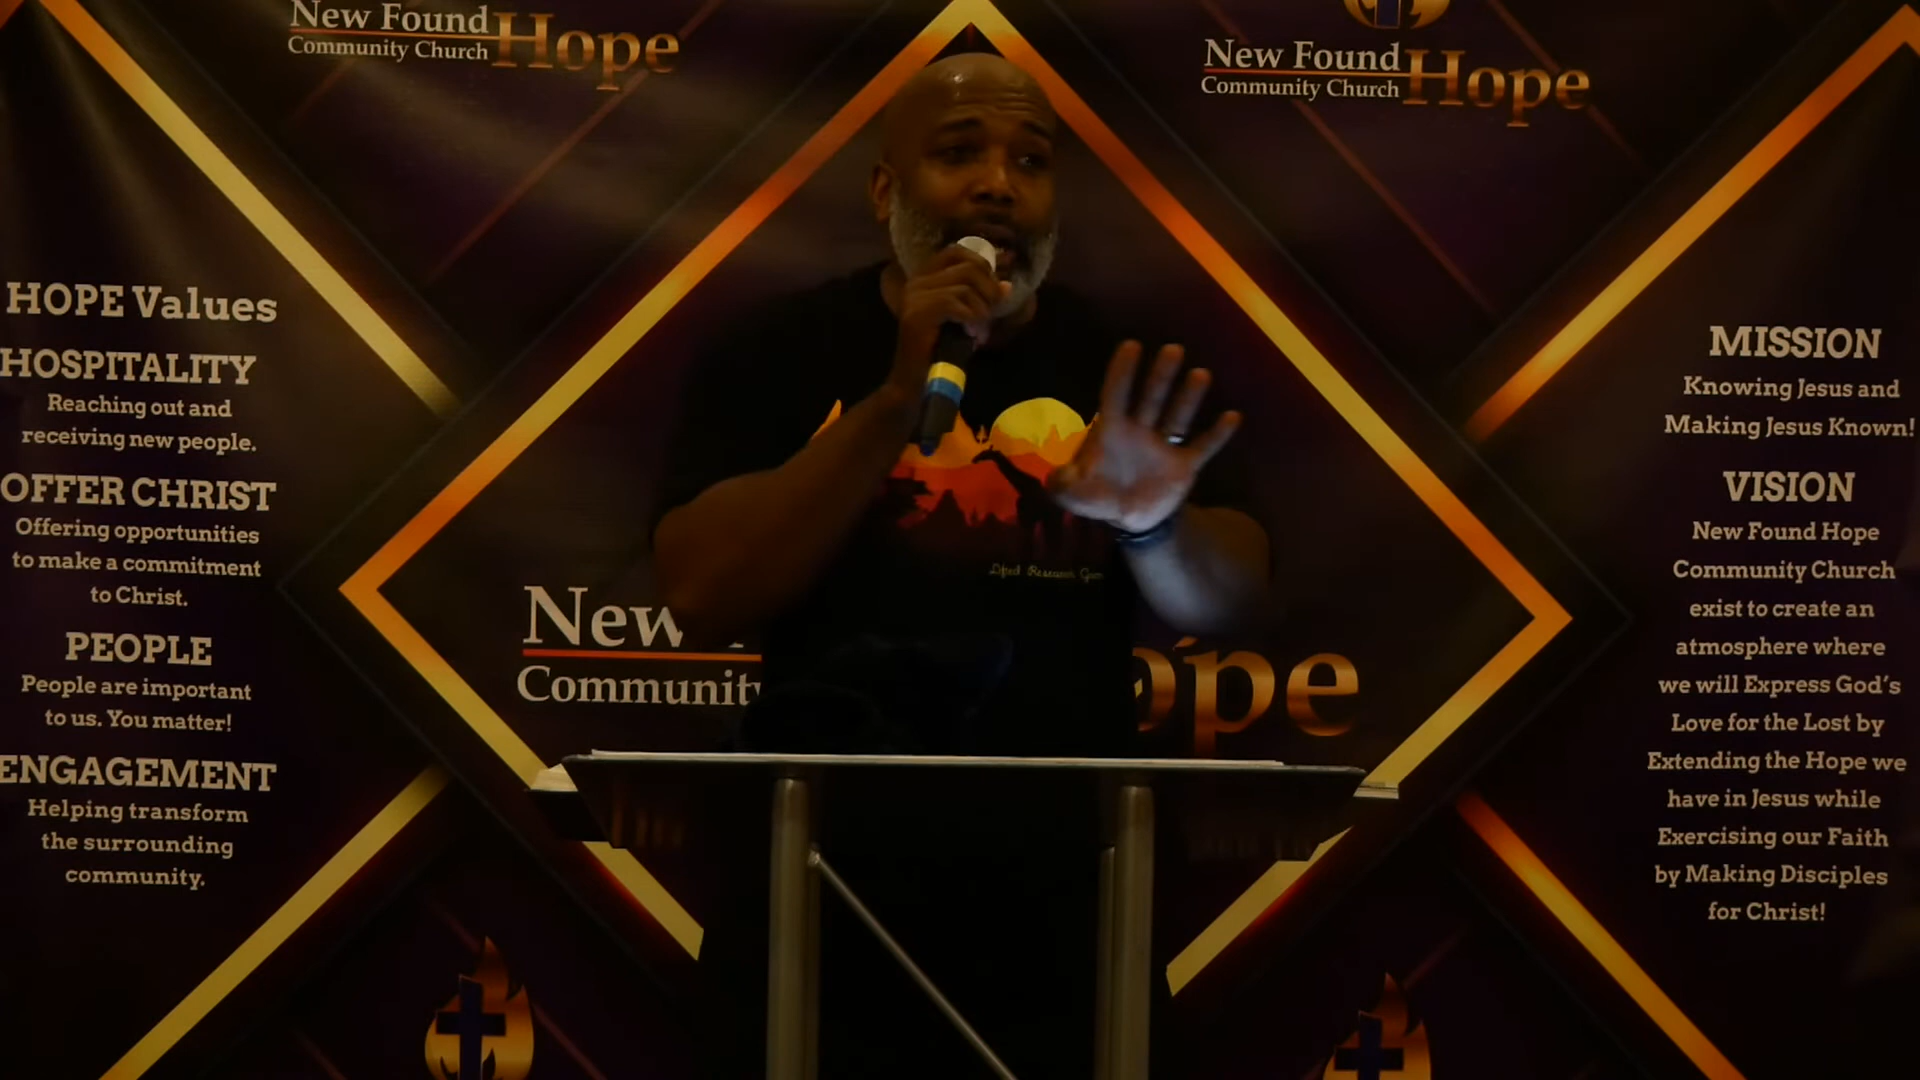 New Found
Community Church
Hope
New Found
Community Church
Hope
HOPE Values
HOSPITALITY
Reaching out and
receiving new people.
OFFER CHRIST
Offering opportunities
to make a commitment
to Christ.
PEOPLE
People are important
to us. You matter!
ENGAGEMENT
Helping transform
the surrounding
community.
Lifted Research
New
Community
ope
MISSION
Knowing Jesus and
Making Jesus Known!
VISION
New Found Hope
Community Church
exist to create an
atmosphere where
we will Express God's
Love for the Lost by
Extending the Hope we
have in Jesus while
Exercising our Faith
by Making Disciples
for Christ!